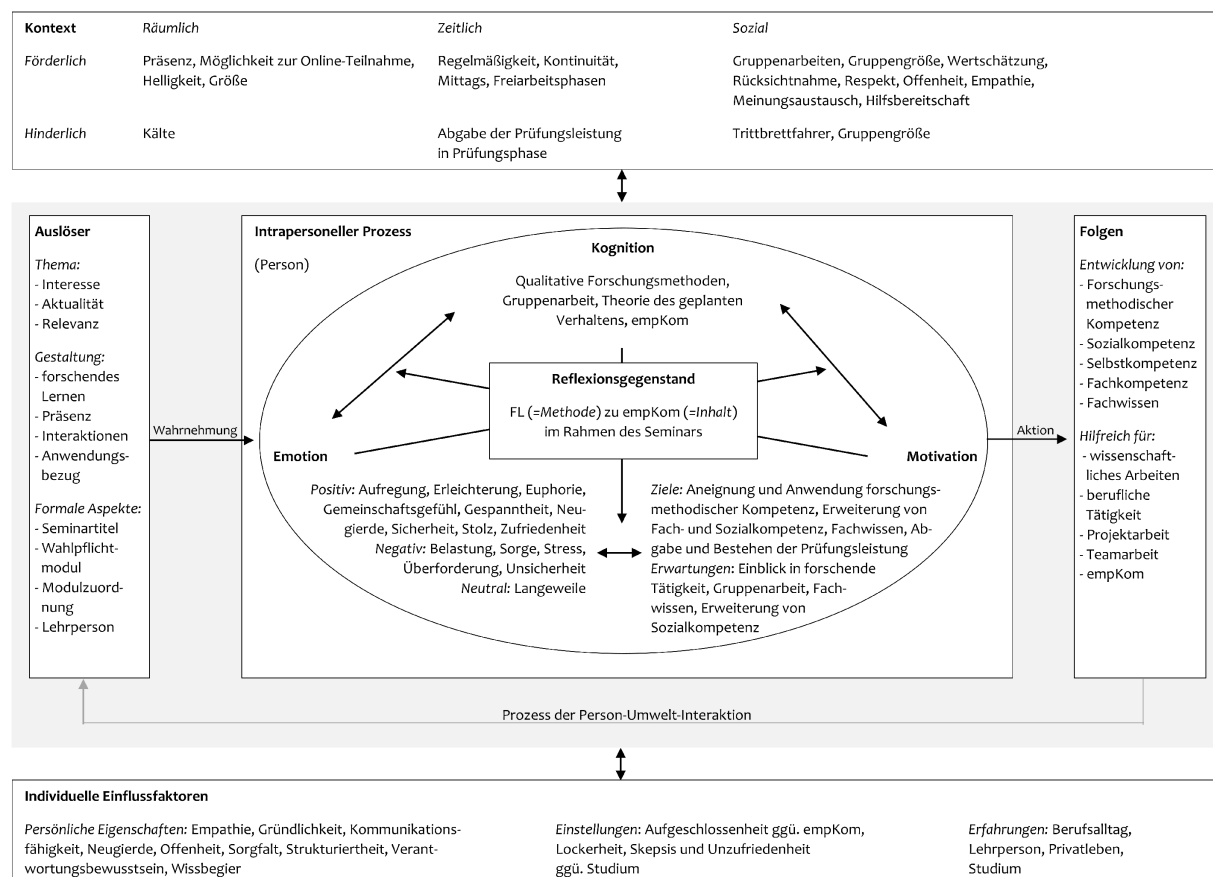 Kontext Räumlich Zeitlich Sozial
Förderlich Präsenz, Möglichkeit zur Online-Teilnahme, Regelmäßigkeit, Kontinuität, Gruppenarbeiten, Gruppengröße, Wertschätzung,
Helligkeit, Größe Mittags, Freiarbeitsphasen Rücksichtnahme, Respekt, Offenheit, Empathie,
Meinungsaustausch, Hilfsbereitschaft
Hinderlich Kälte Abgabe der Prüfungsleistung Trittbrettfahrer, Gruppengröße
in Prüfungsphase
Auslöser
Thema:
- Interesse
- Aktualität
- Relevanz
Gestaltung:
- forschendes
Lernen
- Präsenz
- Interaktionen
- Anwendungs-
bezug
Formale Aspekte:
- Seminartitel
- Wahlpflicht-
modul
- Modulzuord-
nung
- Lehrperson
Wahrnehmung
Intrapersoneller Prozess
(Person)
Kognition
Qualitative Forschungsmethoden,
Gruppenarbeit, Theorie des geplanten
Verhaltens, empKom
Reflexionsgegenstand
FL (=Methode) zu empKom (=Inhalt)
im Rahmen des Seminars
Emotion
Positiv: Aufregung, Erleichterung, Euphorie,
Gemeinschaftsgefühl, Gespanntheit, Neu-
gierde, Sicherheit, Stolz, Zufriedenheit
Negativ: Belastung, Sorge, Stress,
Überforderung, Unsicherheit
Neutral: Langeweile
Motivation
Ziele: Aneignung und Anwendung forschungs-
methodischer Kompetenz, Erweiterung von
Fach- und Sozialkompetenz, Fachwissen, Ab-
gabe und Bestehen der Prüfungsleistung
Erwartungen: Einblick in forschende
Tätigkeit, Gruppenarbeit, Fach-
wissen, Erweiterung von
Sozialkompetenz
Aktion
Folgen
Entwicklung von:
- Forschungs-
methodischer
Kompetenz
- Sozialkompetenz
- Selbstkompetenz
- Fachkompetenz
- Fachwissen
Hilfreich für:
- wissenschaft-
liches Arbeiten
- berufliche
Tätigkeit
- Projektarbeit
- Teamarbeit
- empKom
Prozess der Person-Umwelt-Interaktion
Individuelle Einflussfaktoren
Persönliche Eigenschaften: Empathie, Gründlichkeit, Kommunikations-
fähigkeit, Neugierde, Offenheit, Sorgfalt, Strukturiertheit, Verant-
wortungsbewusstsein, Wissbegier
Einstellungen: Aufgeschlossenheit ggü. empKom,
Lockerheit, Skepsis und Unzufriedenheit
ggü. Studium
Erfahrungen: Berufsalltag,
Lehrperson, Privatleben,
Studium